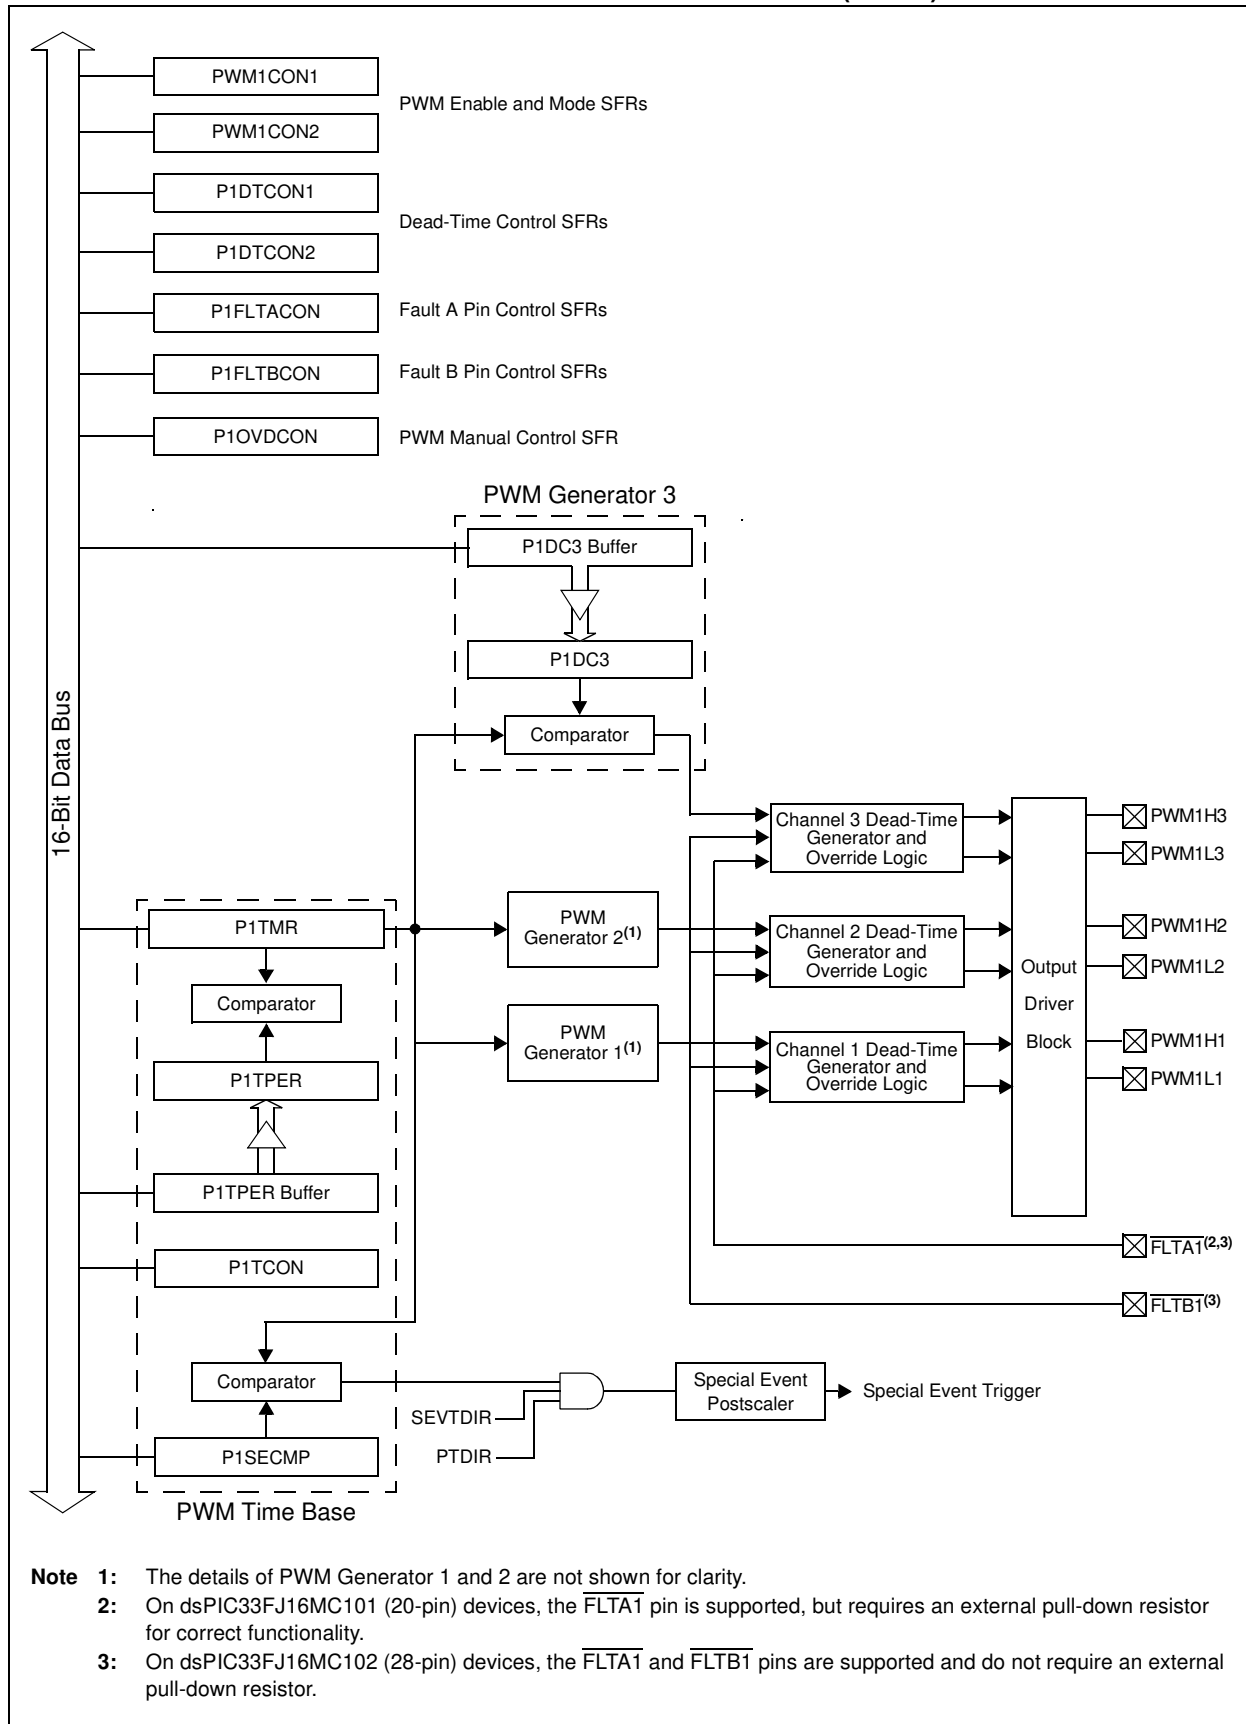 PWM1CON1
PWM Enable and Mode SFRs
PWM1CON2
P1DTCON1
Dead-Time Control SFRs
P1DTCON2
P1FLTACON
Fault A Pin Control SFRs
P1FLTBCON
Fault B Pin Control SFRs
P1OVDCON
PWM Manual Control SFR
PWM Generator 3
P1DC3 Buffer
P1DC3
Comparator
16-Bit Data Bus
Channel 3 Dead-Time
Generator and
Override Logic
PWM1H3
PWM1L3
P1TMR
PWM
Generator 2(1)
Channel 2 Dead-Time
Generator and
Override Logic
PWM1H2
PWM1L2
Output
Driver
Block
Comparator
PWM
Generator 1(1)
Channel 1 Dead-Time
Generator and
Override Logic
PWM1H1
PWM1L1
P1TPER
P1TPER Buffer
P1TCON
FLTA1(2,3)
FLTB1(3)
Comparator
SEVTDIR
PTDIR
Special Event
Postscaler
Special Event Trigger
P1SECMP
PWM Time Base
Note 1: The details of PWM Generator 1 and 2 are not shown for clarity.
2: On dsPIC33FJ16MC101 (20-pin) devices, the FLTA1 pin is supported, but requires an external pull-down resistor
for correct functionality.
3: On dsPIC33FJ16MC102 (28-pin) devices, the FLTA1 and FLTB1 pins are supported and do not require an external
pull-down resistor.